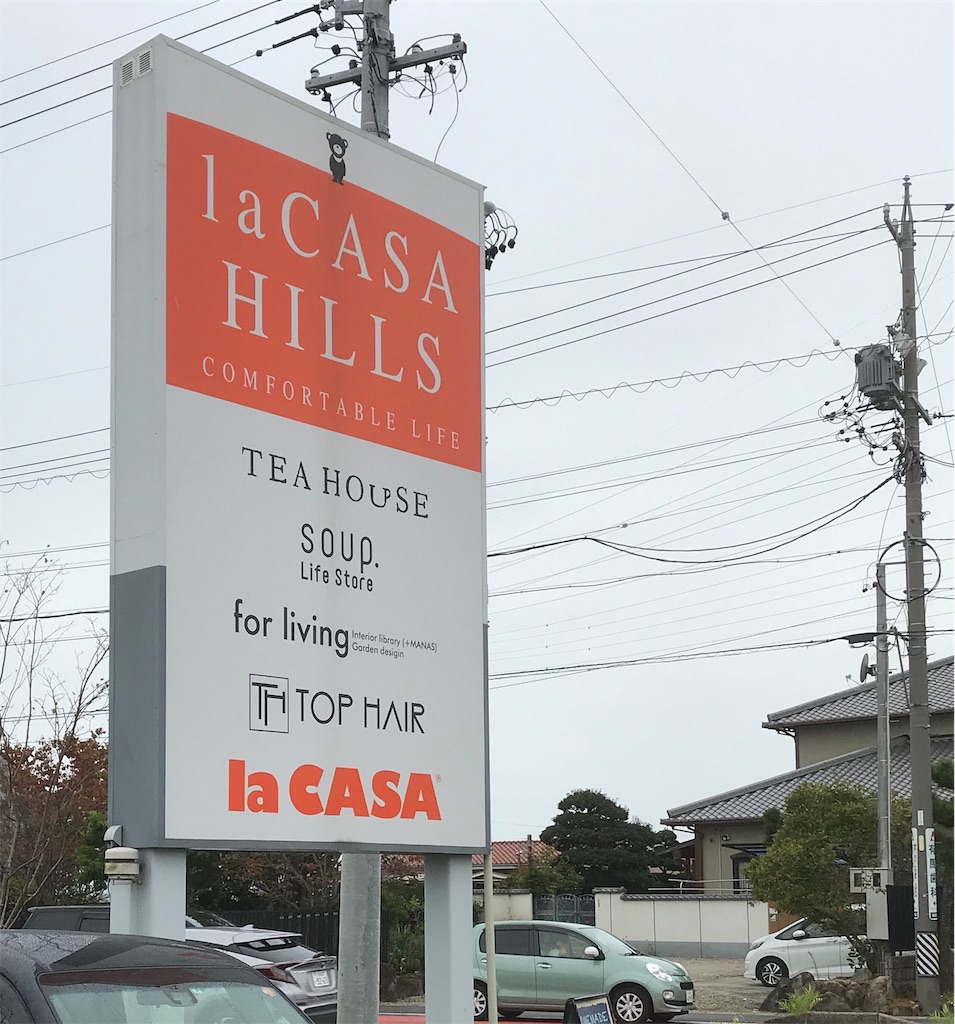 laCASA
HILLS
COMFORTABLE LIFE
TEA HOUSE
soup.
Life Store
for living
Interior library (+MANAS)
Garden desigin
TH TOP HAIR
la CASA®